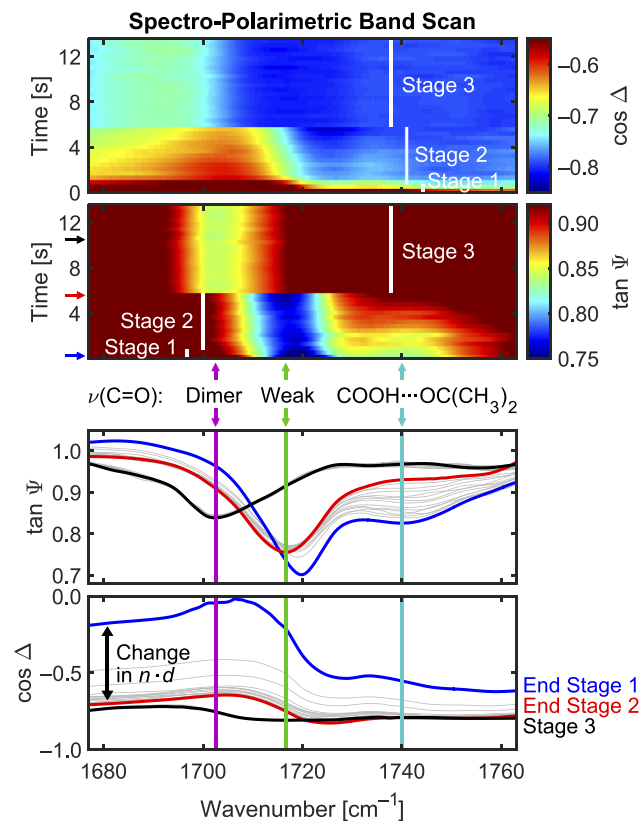 Spectro-Polarimetric Band Scan
Time [s]
12
8
4
0
Stage 3
Stage 2
Stage 1
−0.6
−0.7
−0.8
cos Δ
Time [s]
12
8
4
Stage 3
Stage 2
Stage 1
0.90
0.85
0.80
0.75
tan Ψ
ν(C=O): Dimer Weak COOH···OC(CH₃)₂
tan Ψ
1.0
0.9
0.8
0.7
cos Δ
0.0
−0.5
−1.0
Change
in n·d
End Stage 1
End Stage 2
Stage 3
1680 1700 1720 1740 1760
Wavenumber [cm⁻¹]